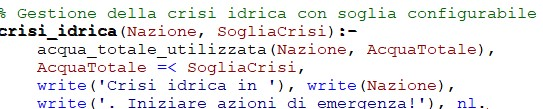 % Gestione della crisi idrica con soglia configurabile
crisi_idrica(Nazione, SogliaCrisi):-
    acqua_totale_utilizzata(Nazione, AcquaTotale),
    AcquaTotale =< SogliaCrisi,
    write('Crisi idrica in '), write(Nazione),
    write('. Iniziare azioni di emergenza!'), nl.